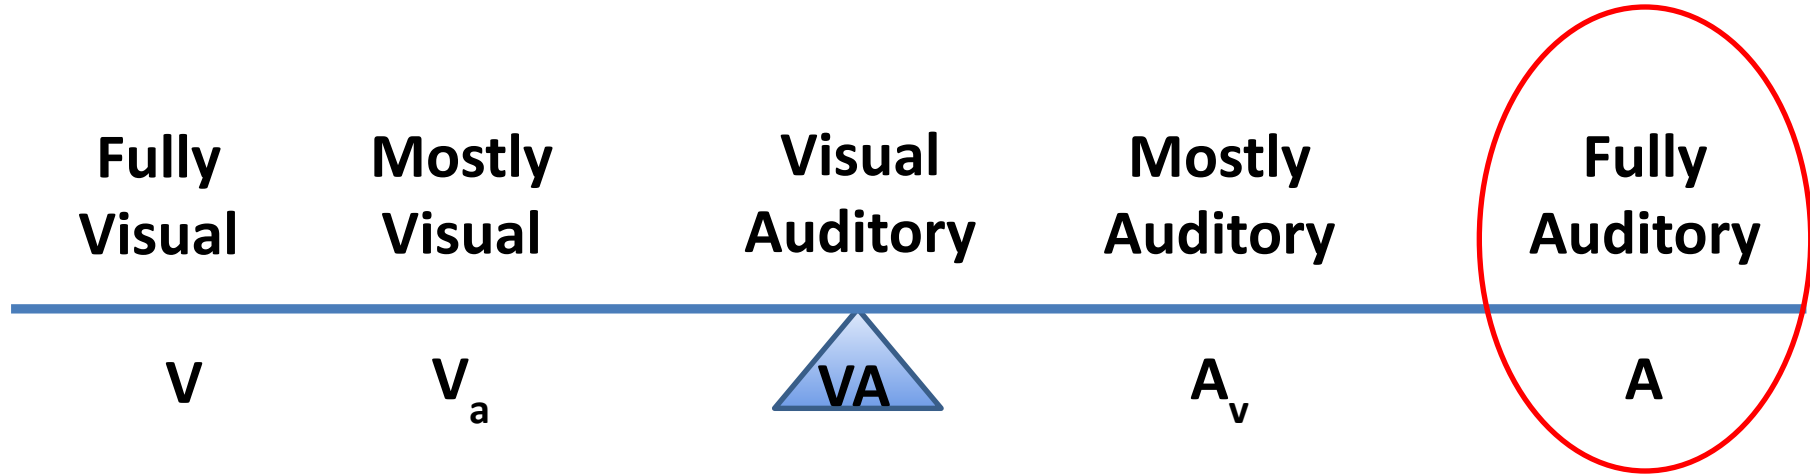 Fully
Visual
Mostly
Visual
Visual
Auditory
Mostly
Auditory
Fully
Auditory
V
Va
VA
Av
A